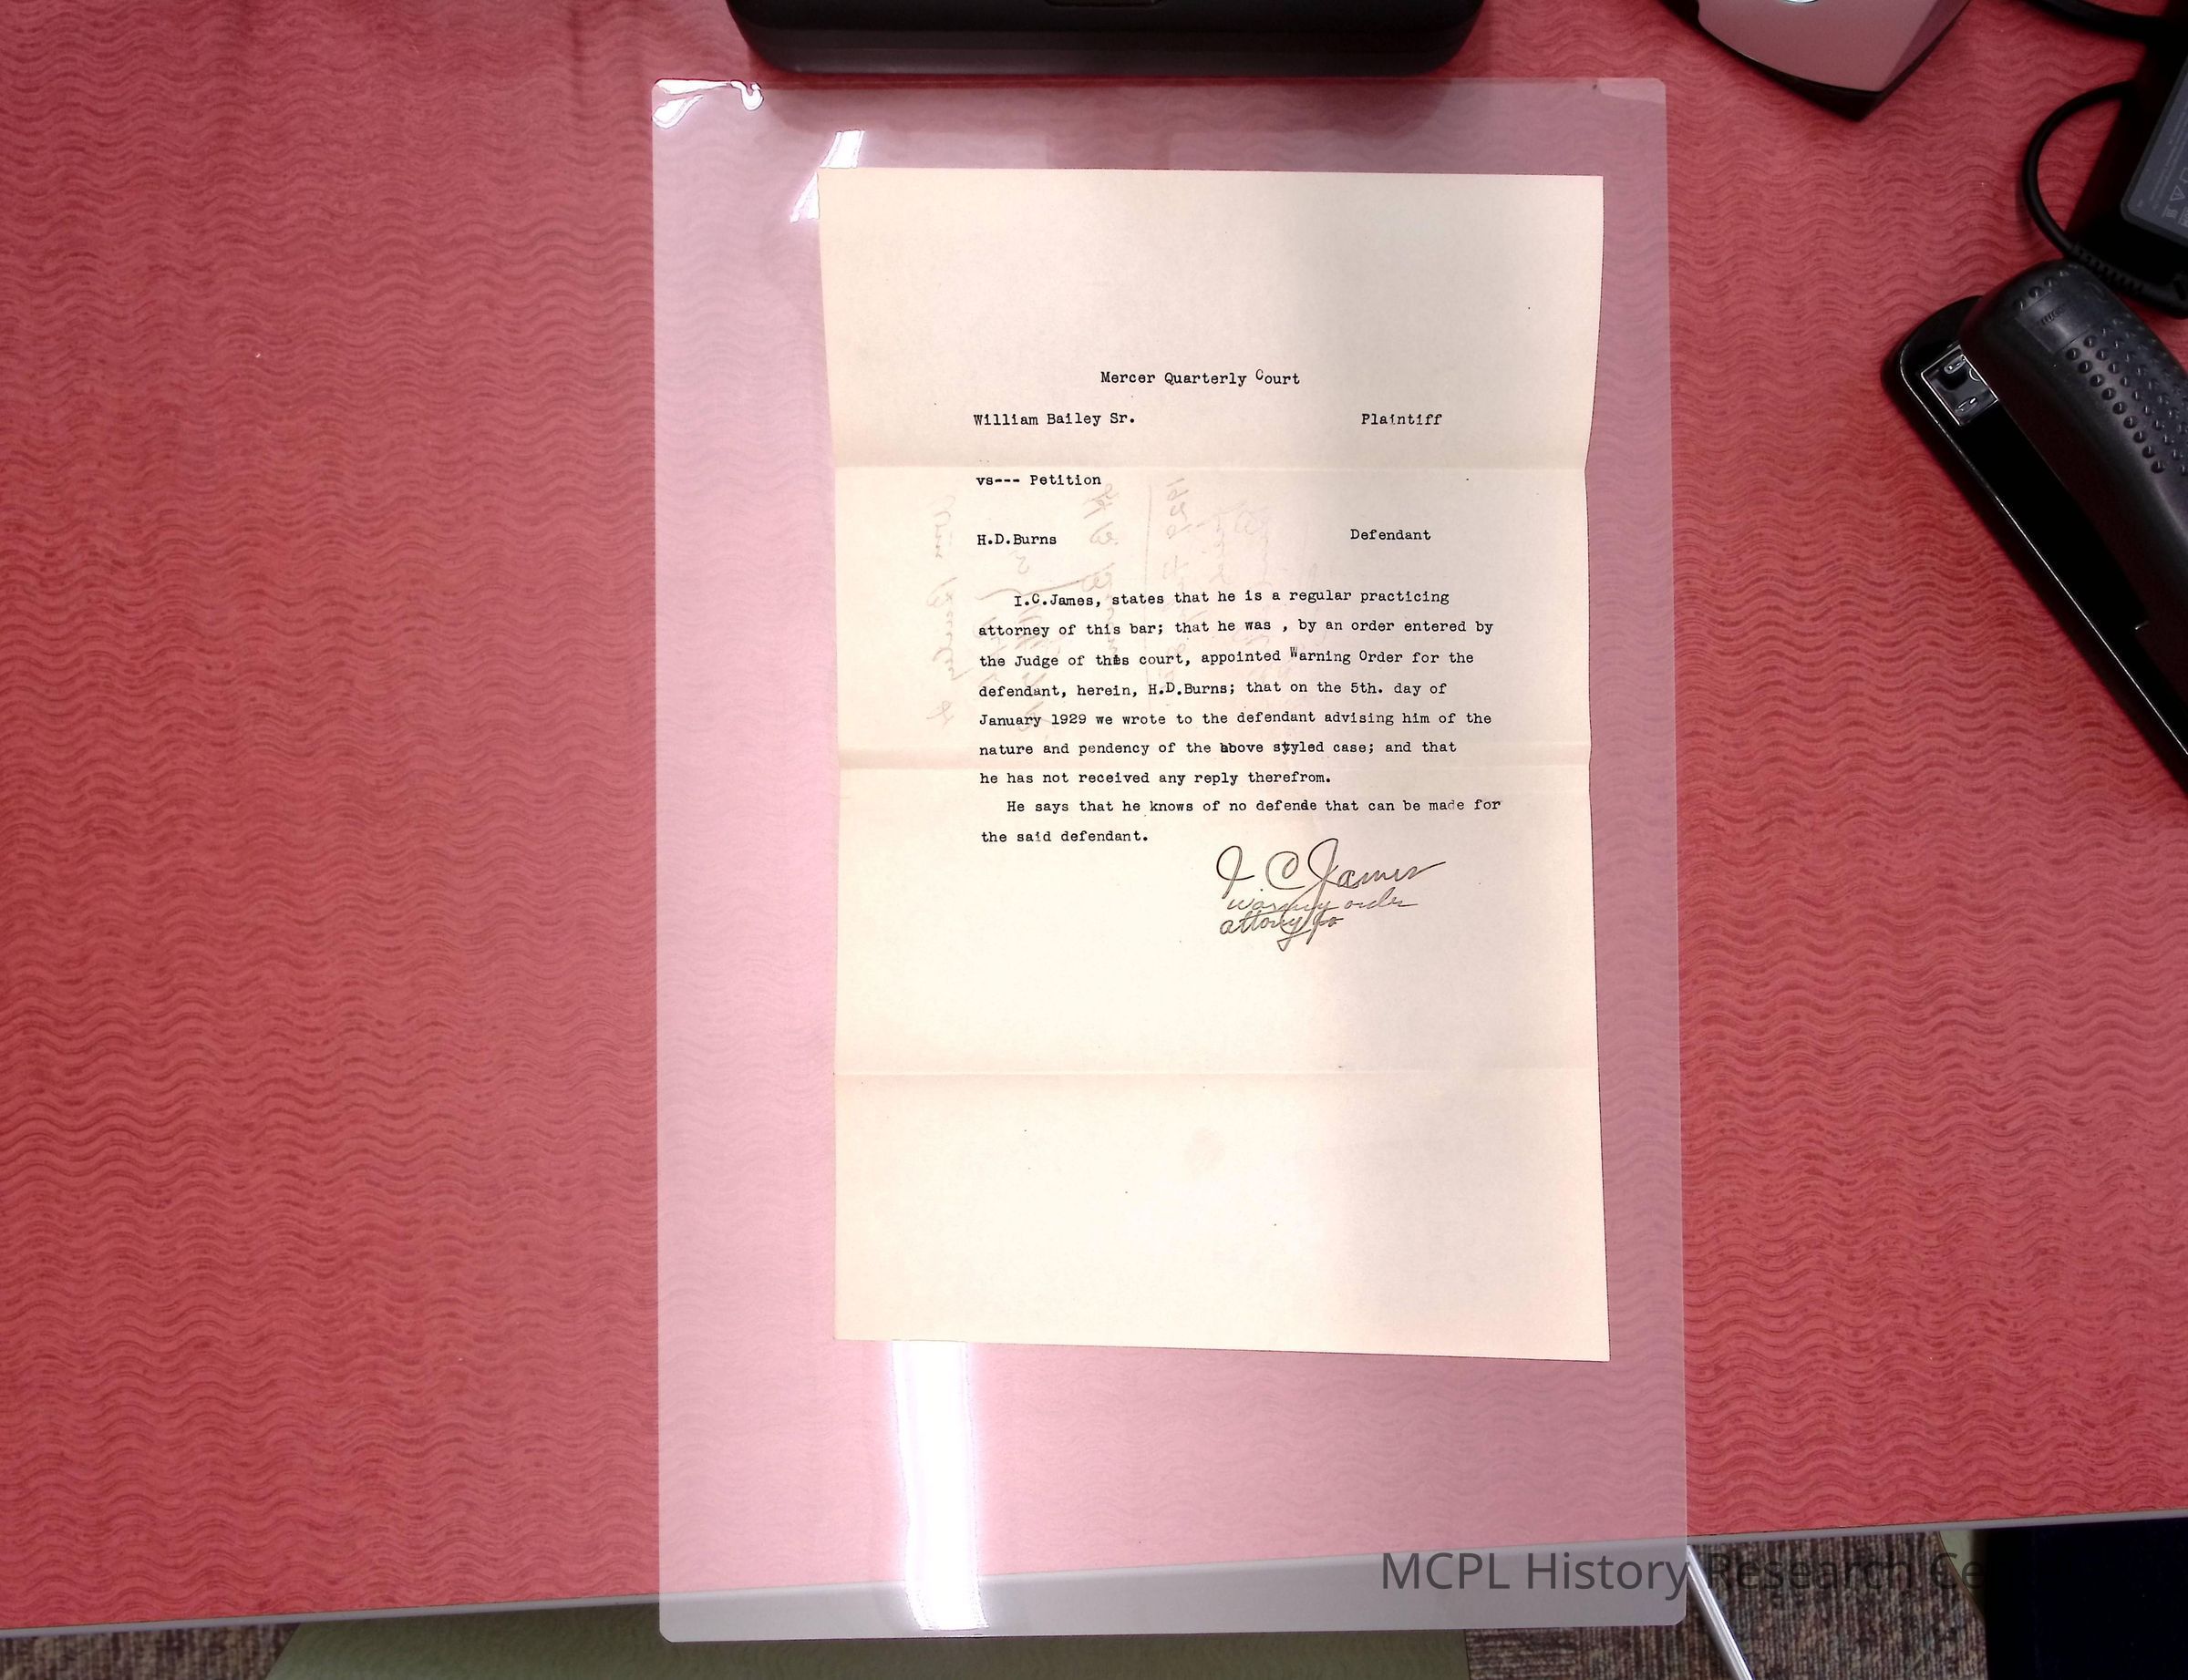 Mercer Quarterly Court
William Bailey Sr. Plaintiff
vs--- Petition
H.D.Burns Defendant
I.C.James, states that he is a regular practicing
attorney of this bar; that he was , by an order entered by
the Judge of this court, appointed Warning Order for the
defendant, herein, H.D.Burns; that on the 5th. day of
January 1929 we wrote to the defendant advising him of the
nature and pendency of the above styled case; and that
he has not received any reply therefrom.
He says that he knows of no defende that can be made for
the said defendant.
I. C James
warning order
attorney
MCPL History Research Ce